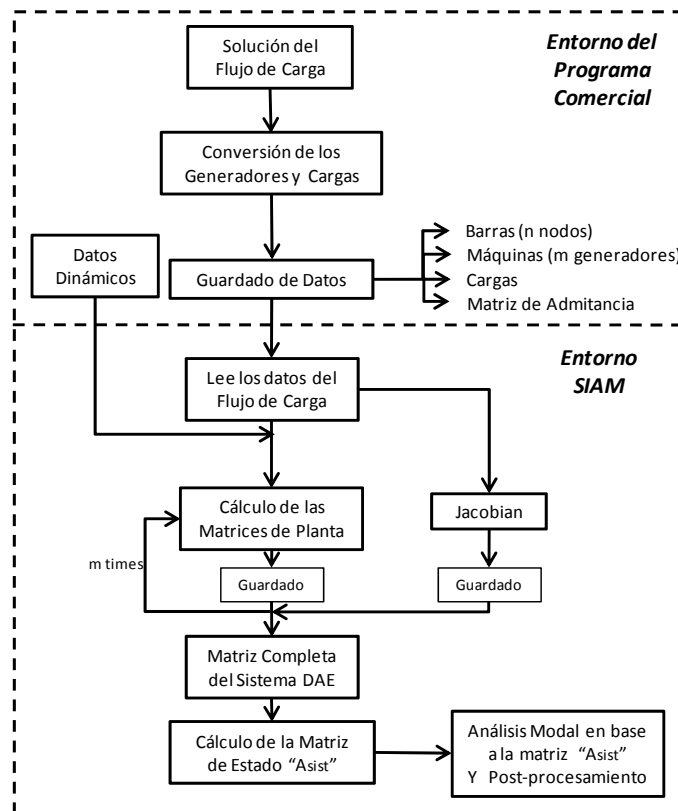 Solución del
Flujo de Carga
Entorno del
Programa
Comercial
Conversión de los
Generadores y Cargas
Datos
Dinámicos
Guardado de Datos
Barras (n nodos)
Máquinas (m generadores)
Cargas
Matriz de Admitancia
Entorno
SIAM
Lee los datos del
Flujo de Carga
Cálculo de las
Matrices de Planta
Jacobian
m times
Guardado
Guardado
Matriz Completa
del Sistema DAE
Cálculo de la Matriz
de Estado “Asist”
Análisis Modal en base
a la matriz “Asist”
Y Post-procesamiento